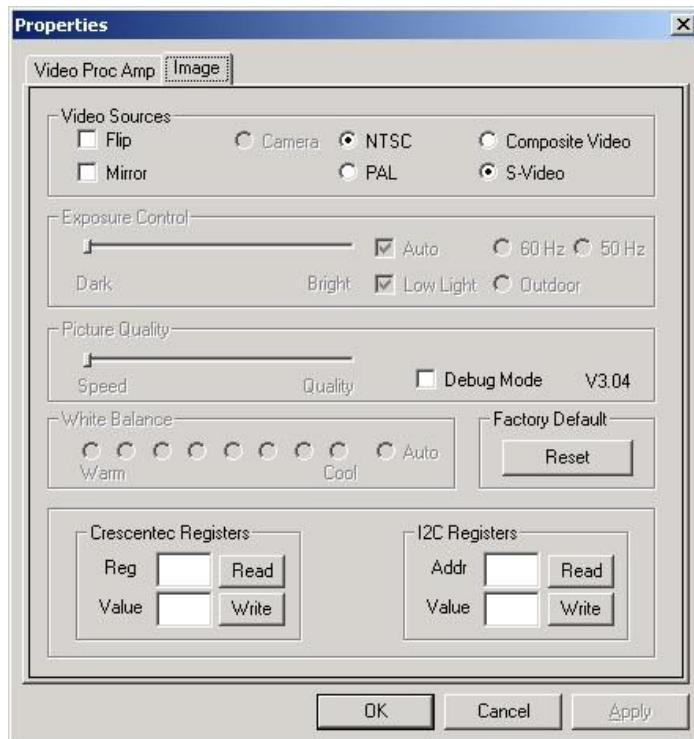 Properties
Video Proc Amp Image
Video Sources
Flip Camera NTSC Composite Video
Mirror PAL S-Video
Exposure Control
Auto 60 Hz 50 Hz
Dark Bright Low Light Outdoor
Picture Quality
Speed Quality Debug Mode V3.04
White Balance Factory Default
Auto Reset
Warm Cool
Crescentec Registers I2C Registers
Reg Read Addr Read
Value Write Value Write
OK Cancel Apply